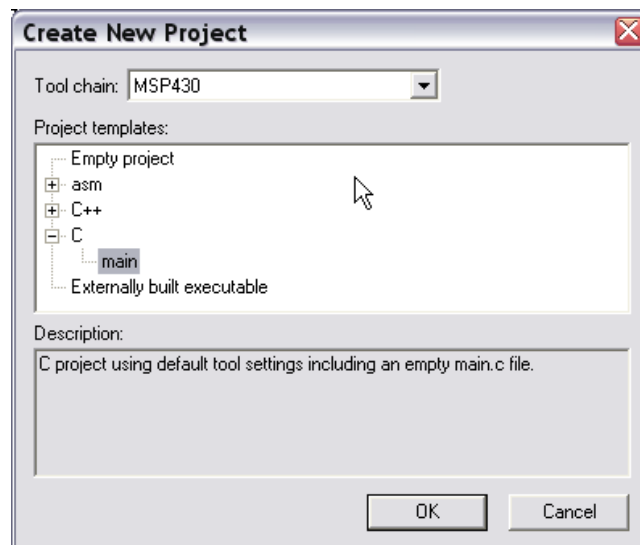 Create New Project
Tool chain: MSP430
Project templates:
Empty project
asm
C++
C
main
Externally built executable
Description:
C project using default tool settings including an empty main.c file.
OK Cancel